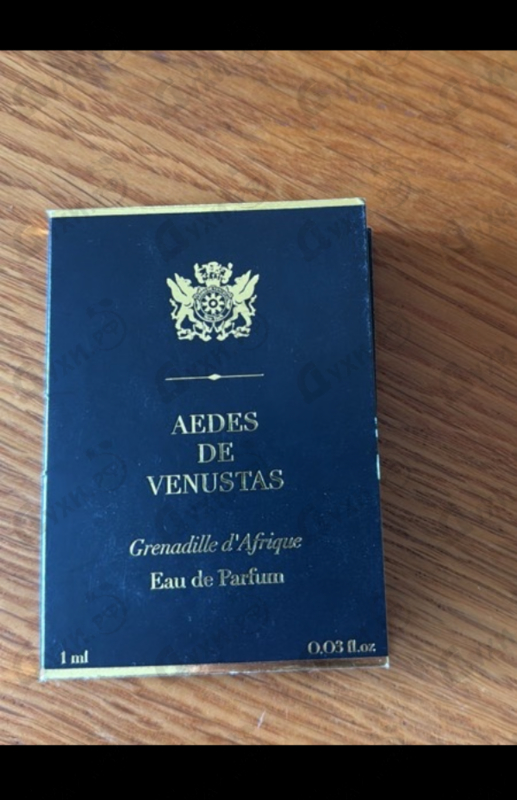 AEDES
DE
VENUSTAS
Grenadille d'Afrique
Eau de Parfum
1 ml
0.03 fl.oz